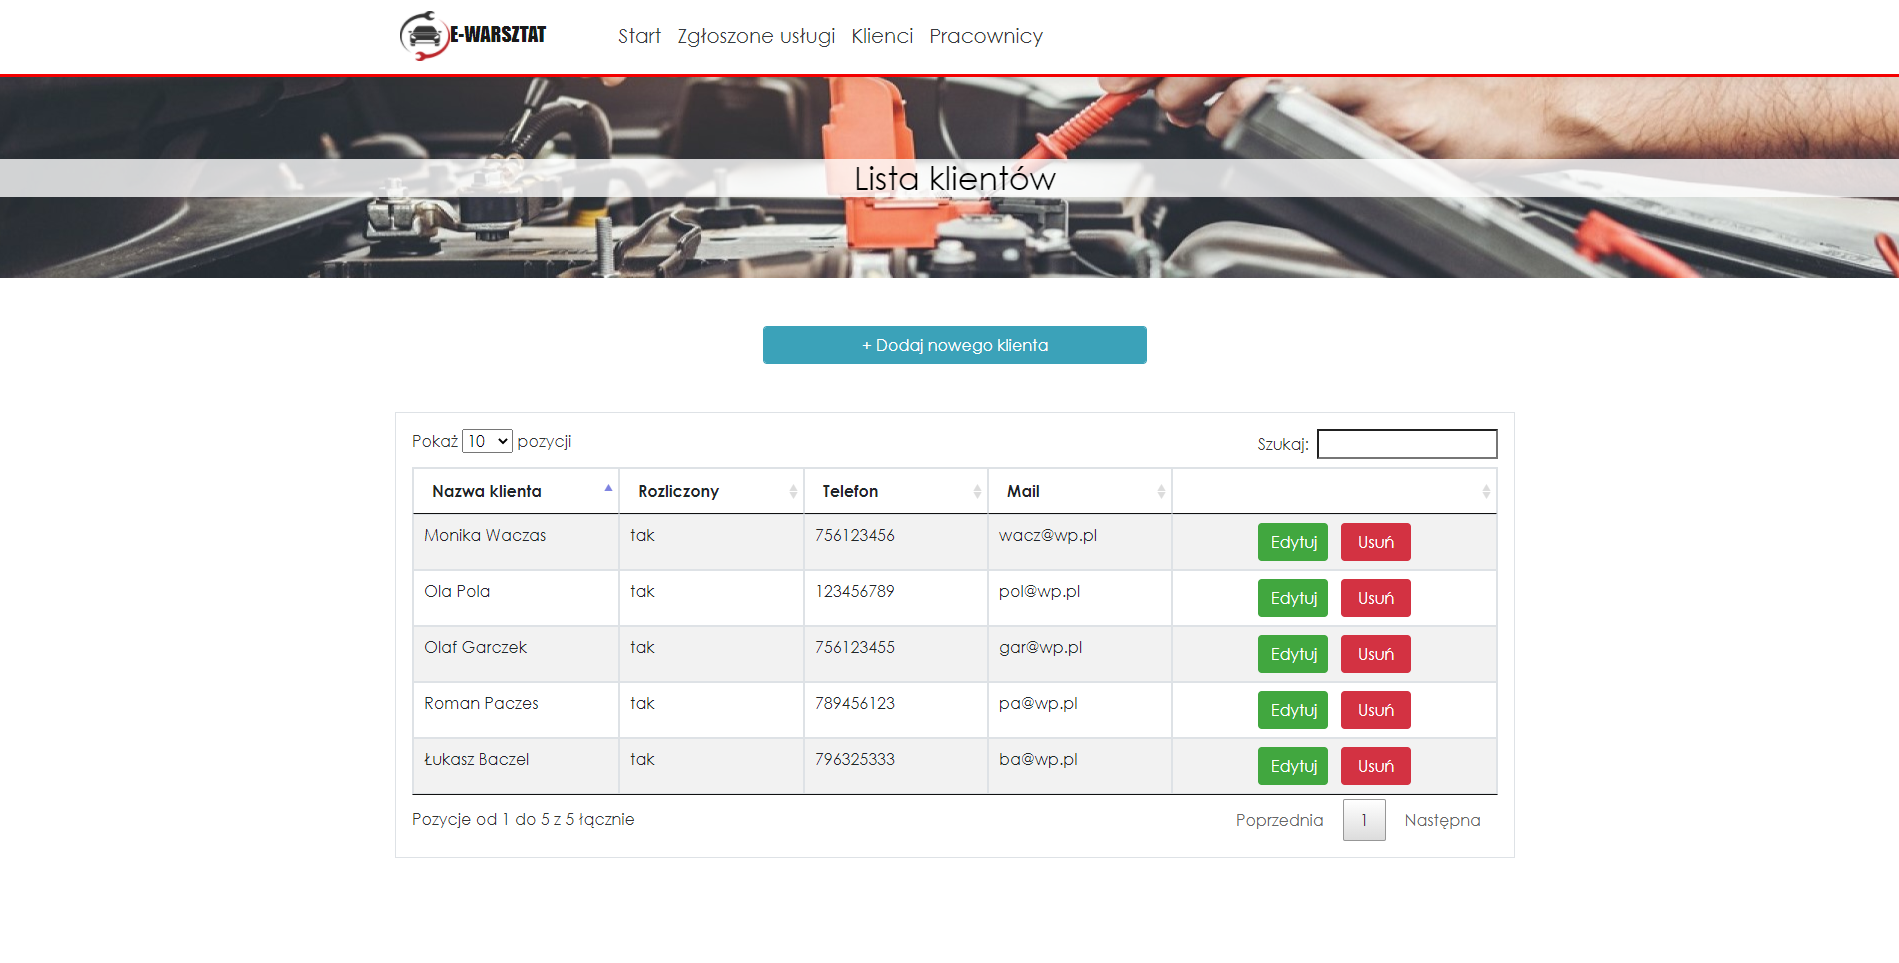 E-WARSZTAT
Start Zgłoszone usługi Klienci Pracownicy
Lista klientów
+ Dodaj nowego klienta
Pokaż 10 pozycji
Szukaj:
Nazwa klienta Rozliczony Telefon Mail
Monika Waczas tak 756123456 wacz@wp.pl Edytuj Usuń
Ola Pola tak 123456789 pol@wp.pl Edytuj Usuń
Olaf Garczek tak 756123455 gar@wp.pl Edytuj Usuń
Roman Paczes tak 789456123 pa@wp.pl Edytuj Usuń
Łukasz Baczel tak 796325333 ba@wp.pl Edytuj Usuń
Pozycje od 1 do 5 z 5 łącznie
Poprzednia 1 Następna